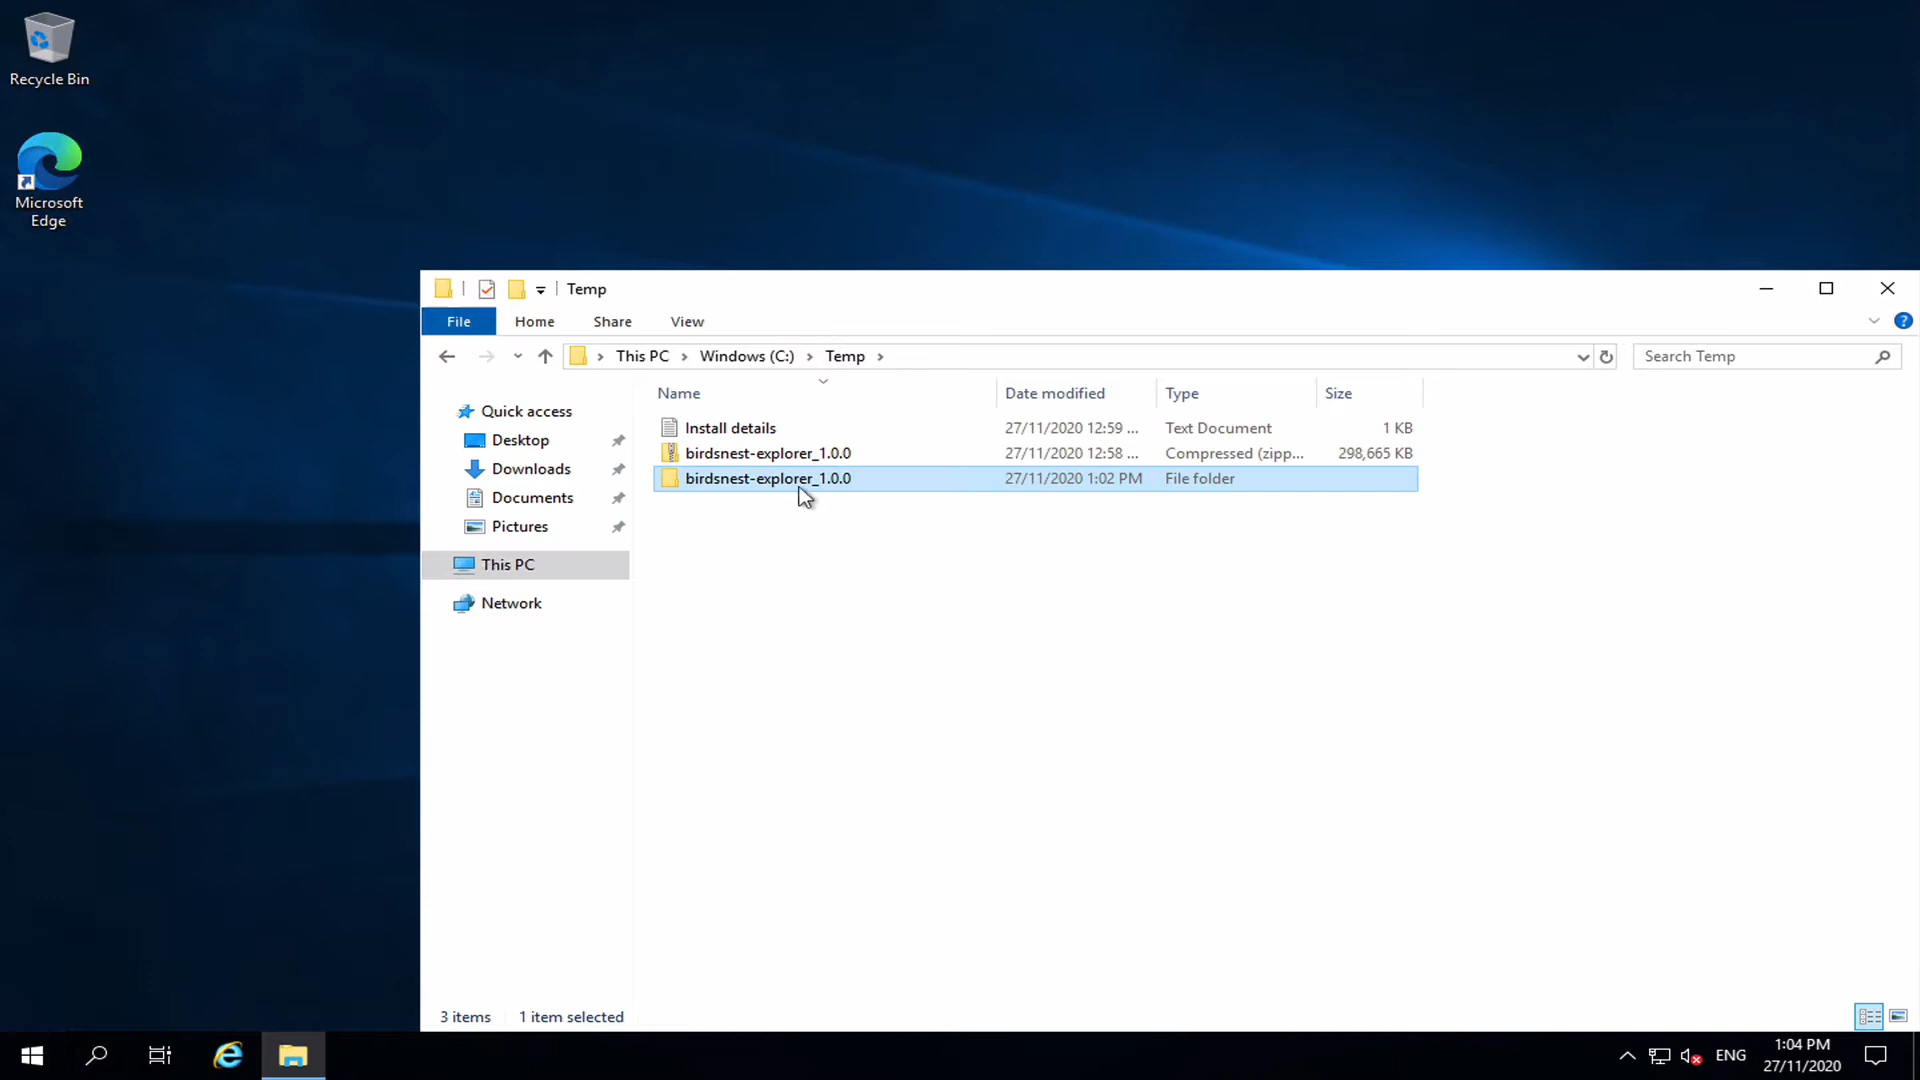 Recycle Bin
Microsoft
Edge
Temp
File Home Share View
This PC Windows (C:) Temp
Search Temp
Name Date modified Type Size
Install details 27/11/2020 12:59 ... Text Document 1 KB
birdsnest-explorer_1.0.0 27/11/2020 12:58 ... Compressed (zipp... 298,665 KB
birdsnest-explorer_1.0.0 27/11/2020 1:02 PM File folder
Quick access
Desktop
Downloads
Documents
Pictures
This PC
Network
3 items 1 item selected
ENG
1:04 PM
27/11/2020